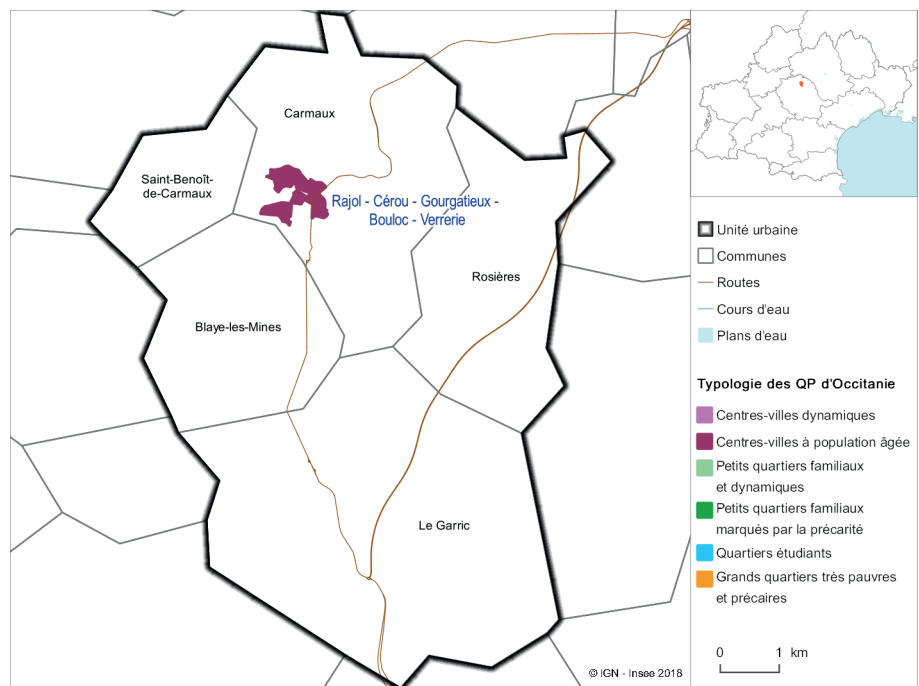 Carmaux
Saint-Benoît-
de-Carmaux
Rajol - Cérou - Gourgatieux -
Bouloc - Verrerie
Rosières
Blaye-les-Mines
Le Garric
© IGN - Insee 2018
Unité urbaine
Communes
Routes
Cours d'eau
Plans d'eau
Typologie des QP d'Occitanie
Centres-villes dynamiques
Centres-villes à population âgée
Petits quartiers familiaux
et dynamiques
Petits quartiers familiaux
marqués par la précarité
Quartiers étudiants
Grands quartiers très pauvres
et précaires
0 1 km